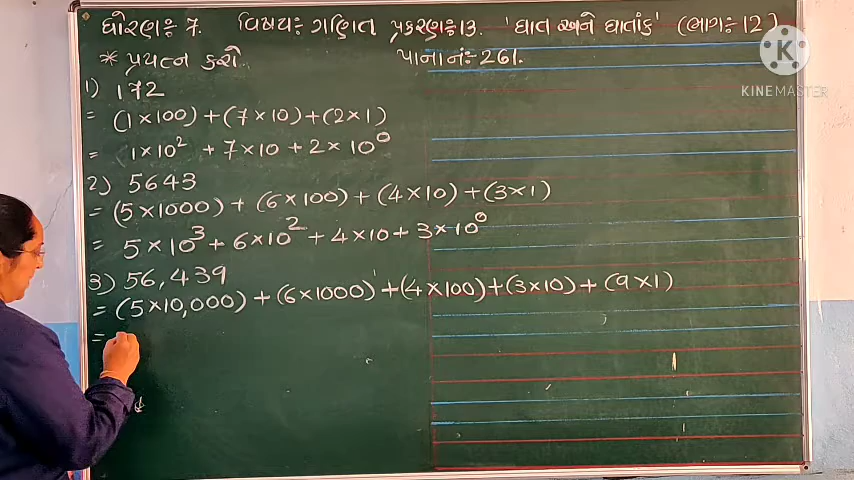 ધોરણઃ 7. વિષયઃ ગણિત પ્રકરણઃ13. 'ઘાત અને ઘાતાંક' (ભાગઃ 12)
* પ્રયત્ન કરો પાના નંઃ 261.
KINEMASTER
1) 172
= (1×100) + (7×10) + (2×1)
= 1×10² + 7×10 + 2×10⁰
2) 5643
= (5×1000) + (6×100) + (4×10) + (3×1)
= 5×10³ + 6×10² + 4×10 + 3×10⁰
3) 56,439
= (5×10,000) + (6×1000) + (4×100) + (3×10) + (9×1)
=